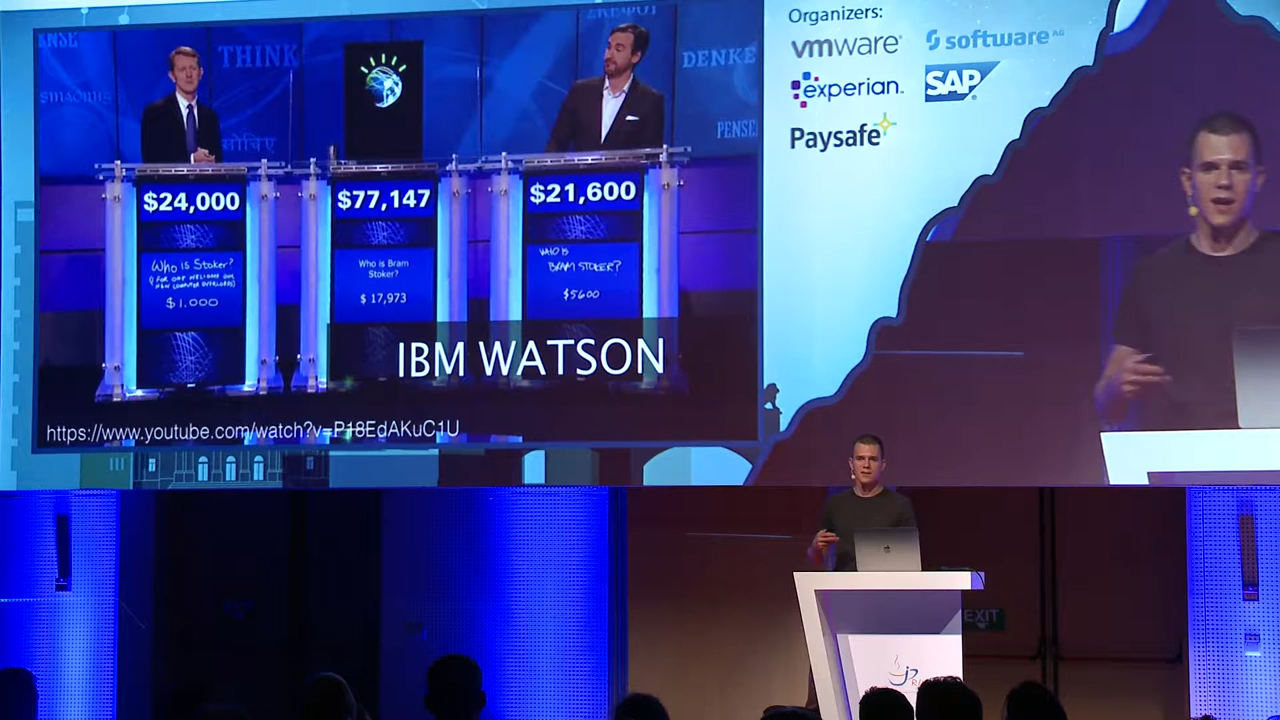 THINK
DENKE
PENSE
सोचिए
$24,000
$77,147
$21,600
Who is Stoker?
$1,000
Who is Bram
Stoker?
$17,973
WHO IS
BRAM STOKER?
$5600
IBM WATSON
https://www.youtube.com/watch?v=P18EdAKuC1U
Organizers:
vmware
software AG
experian.
SAP
Paysafe
EXIT